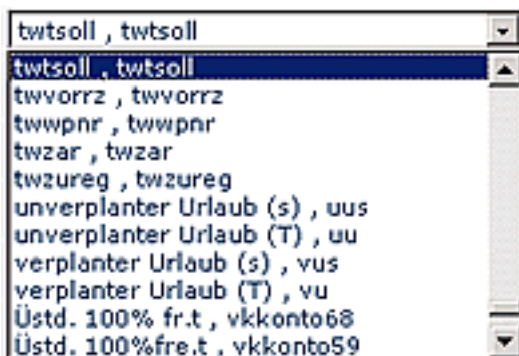 twtsoll , twtsoll
twtsoll , twtsoll
twvorrz , twvorrz
twwpnr , twwpnr
twzar , twzar
twzureg , twzureg
unverplanter Urlaub (s) , uus
unverplanter Urlaub (T) , uu
verplanter Urlaub (s) , vus
verplanter Urlaub (T) , vu
Üstd. 100% fr.t , vkkonto68
Üstd. 100%fre.t , vkkonto59